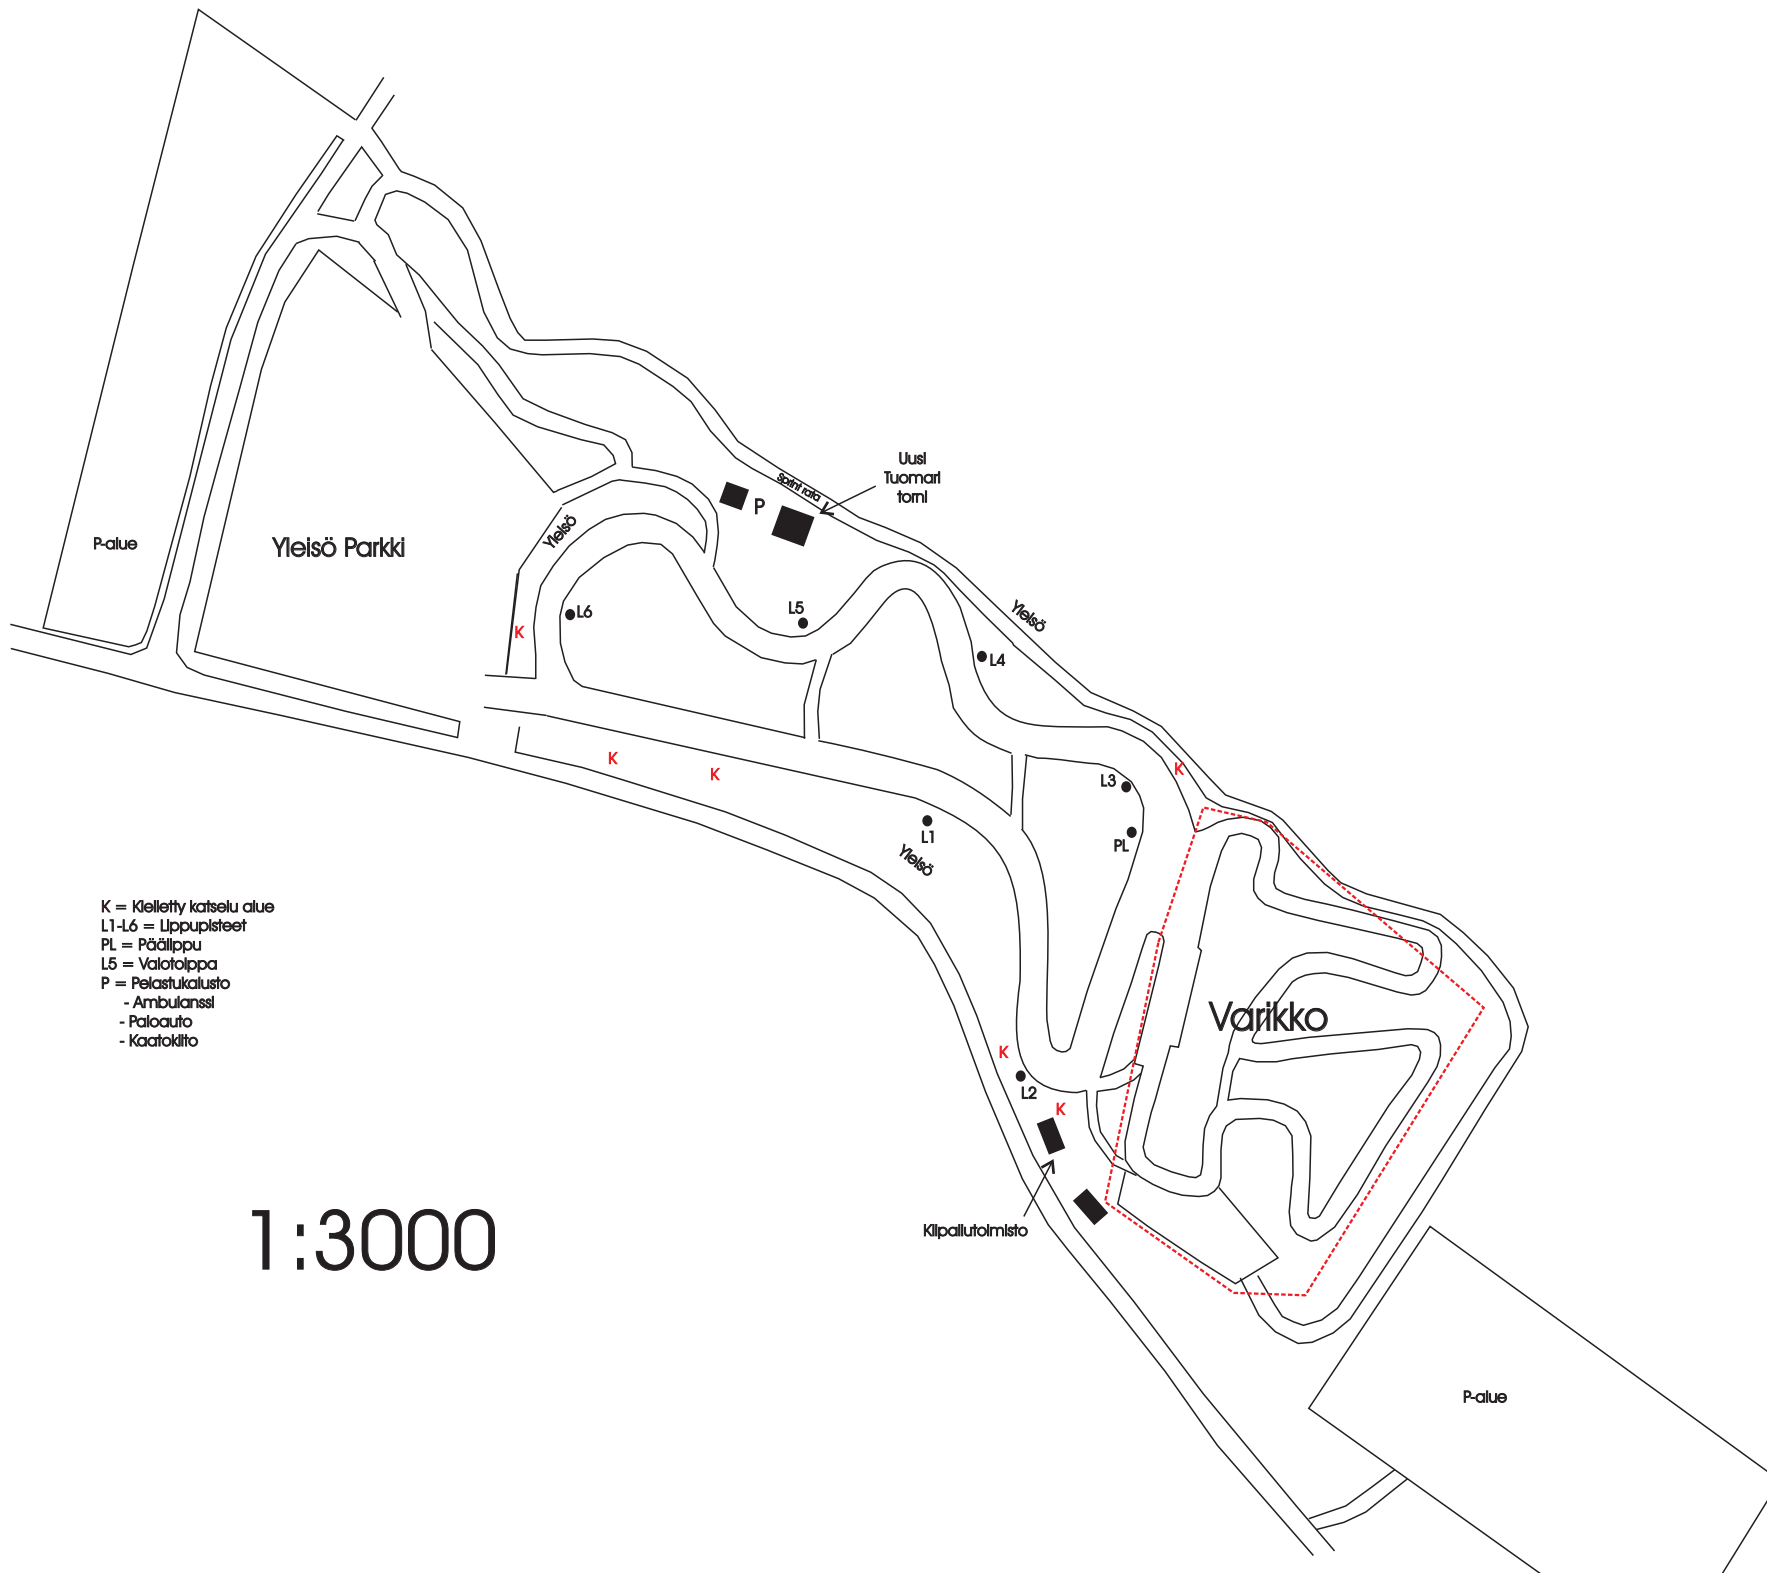 Uusi
Tuomari
torni
Sprint rata
P
P-alue
Yleisö Parkki
Yleisö
L6
K
L5
Yleisö
L4
K
K
K
L3
L1
PL
Yleisö
K = Kielletty katselu alue
L1-L6 = Lippupisteet
PL = Päälippu
L5 = Valotolppa
P = Pelastukalusto
- Ambulanssi
- Paloauto
- Kaatokiito
Varikko
K
L2
K
1:3000
Kilpailutoimisto
P-alue